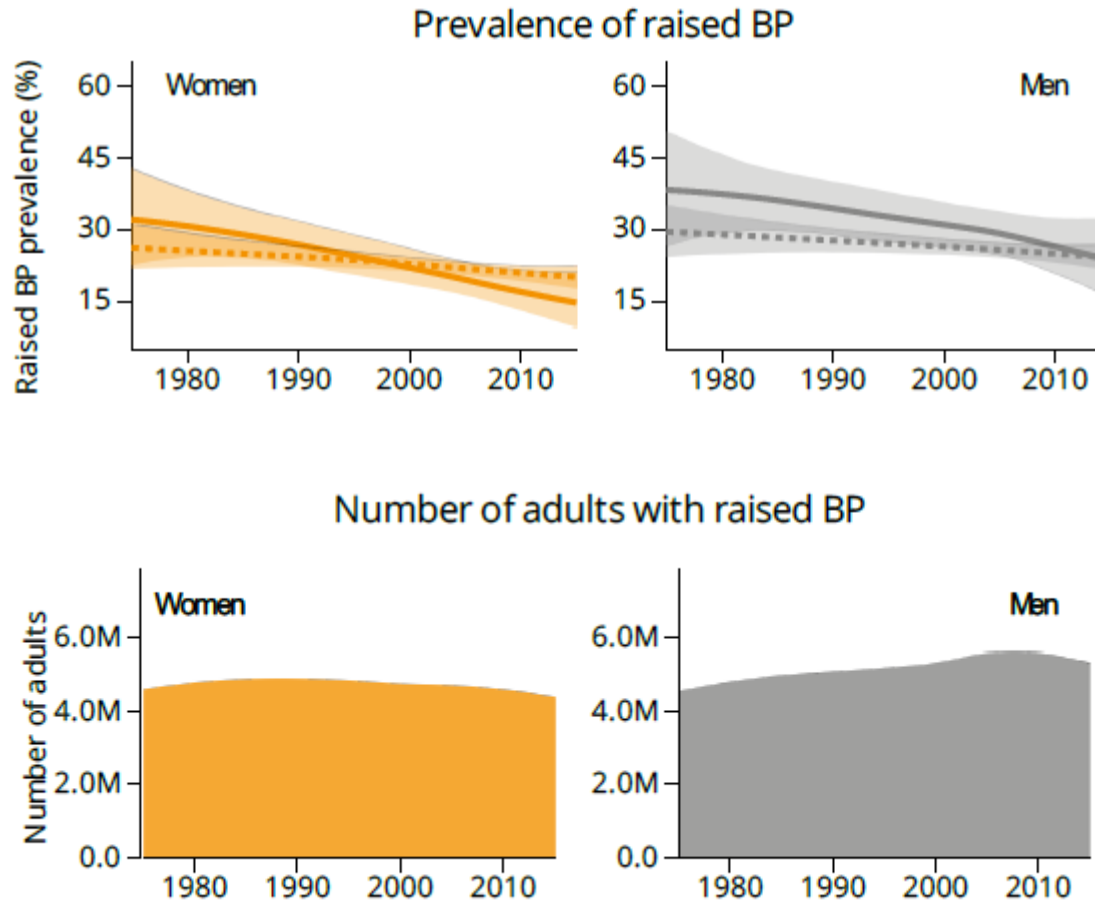 Prevalence of raised BP
Raised BP prevalence (%)
Women
60
45
30
15
1980 1990 2000 2010
Men
60
45
30
15
1980 1990 2000 2010
Number of adults with raised BP
Number of adults
Women
6.0M
4.0M
2.0M
0.0
1980 1990 2000 2010
Men
6.0M
4.0M
2.0M
0.0
1980 1990 2000 2010